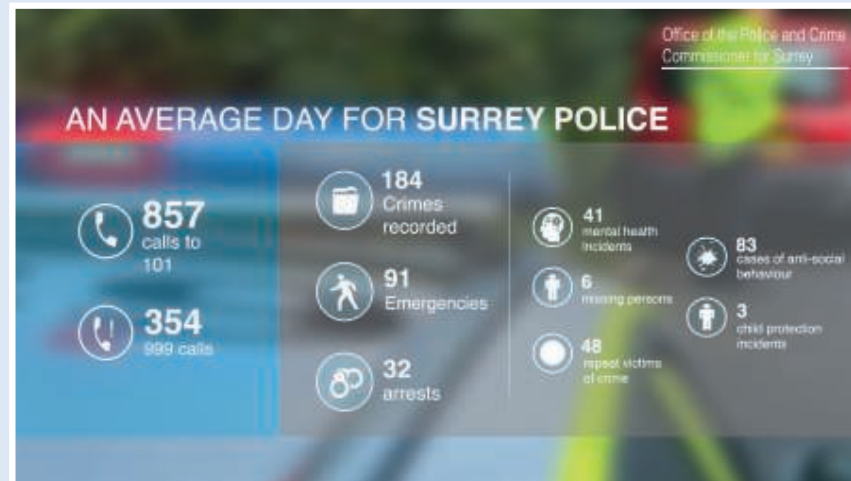 Office of the Police and Crime
Commissioner for Surrey
AN AVERAGE DAY FOR SURREY POLICE
857
calls to
101
354
999 calls
184
Crimes
recorded
91
Emergencies
32
arrests
41
mental health
incidents
6
missing persons
48
repeat victims
of crime
83
cases of anti-social
behaviour
3
child protection
incidents